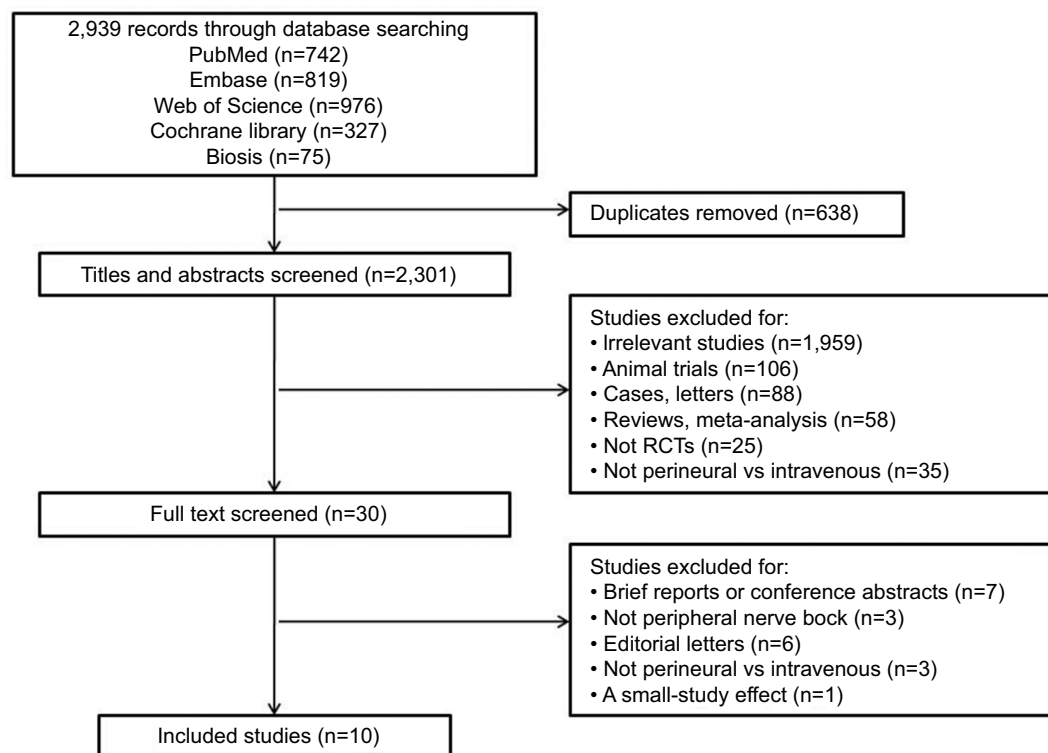 2,939 records through database searching
PubMed (n=742)
Embase (n=819)
Web of Science (n=976)
Cochrane library (n=327)
Biosis (n=75)
Duplicates removed (n=638)
Titles and abstracts screened (n=2,301)
Studies excluded for:
• Irrelevant studies (n=1,959)
• Animal trials (n=106)
• Cases, letters (n=88)
• Reviews, meta-analysis (n=58)
• Not RCTs (n=25)
• Not perineural vs intravenous (n=35)
Full text screened (n=30)
Studies excluded for:
• Brief reports or conference abstracts (n=7)
• Not peripheral nerve bock (n=3)
• Editorial letters (n=6)
• Not perineural vs intravenous (n=3)
• A small-study effect (n=1)
Included studies (n=10)